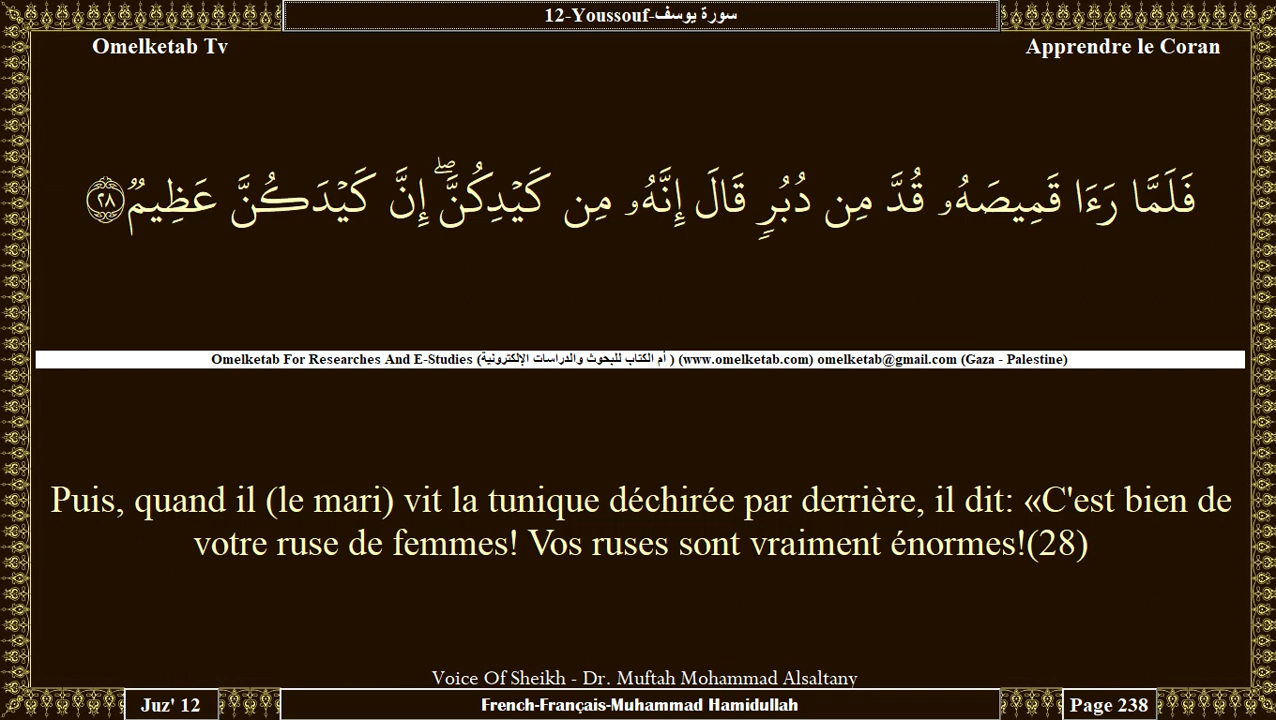 12-Youssouf-سورة يوسف
Omelketab Tv
Apprendre le Coran
فَلَمَّا رَءَا قَمِيصَهُۥ قُدَّ مِن دُبُرٍۢ قَالَ إِنَّهُۥ مِن كَيْدِكُنَّ ۖ إِنَّ كَيْدَكُنَّ عَظِيمٌۭ ٢٨
Omelketab For Researches And E-Studies (أم الكتاب للبحوث والدراسات الإلكترونية ) (www.omelketab.com) omelketab@gmail.com (Gaza - Palestine)
Puis, quand il (le mari) vit la tunique déchirée par derrière, il dit: «C'est bien de
votre ruse de femmes! Vos ruses sont vraiment énormes!(28)
Voice Of Sheikh - Dr. Muftah Mohammad Alsaltany
Juz' 12
French-Français-Muhammad Hamidullah
Page 238